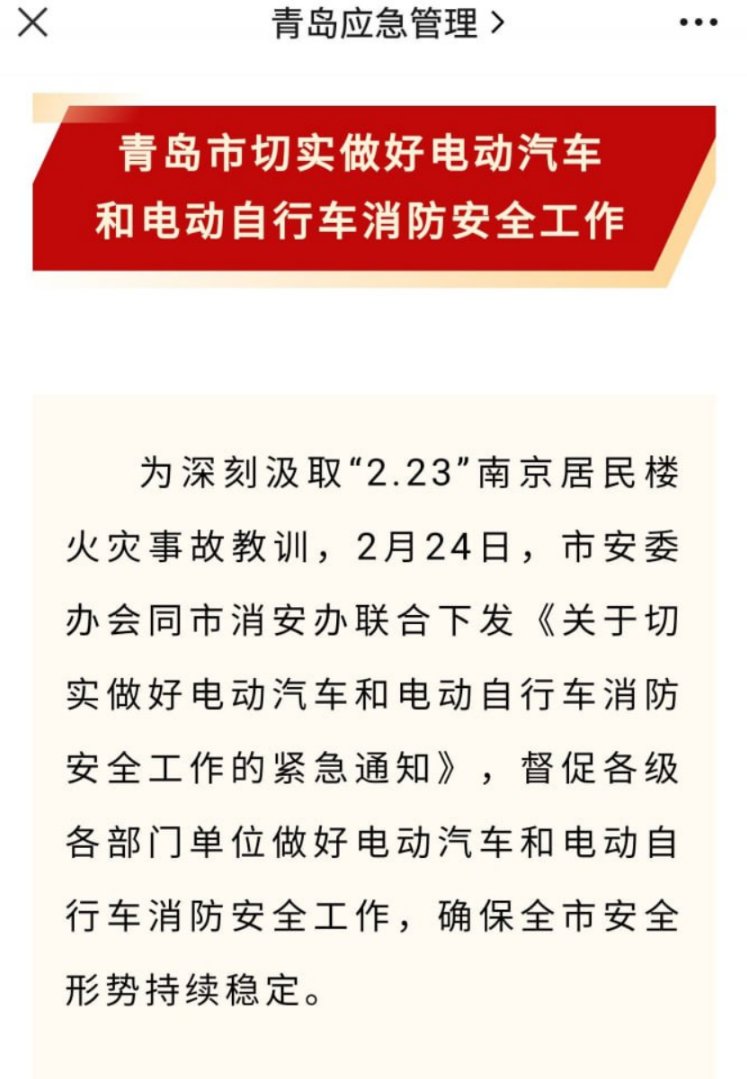 青岛应急管理
青岛市切实做好电动汽车
和电动自行车消防安全工作
为深刻汲取“2.23”南京居民楼
火灾事故教训，2月24日，市安委
办会同市消安办联合下发《关于切
实做好电动汽车和电动自行车消防
安全工作的紧急通知》，督促各级
各部门单位做好电动汽车和电动自
行车消防安全工作，确保全市安全
形势持续稳定。